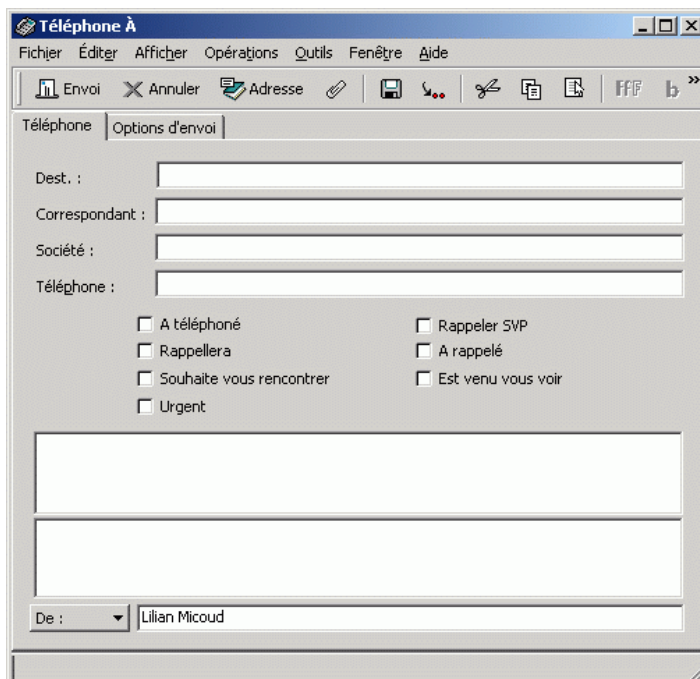 Téléphone À
Fichier Éditer Afficher Opérations Outils Fenêtre Aide
Envoi Annuler Adresse FfF b »
Téléphone Options d'envoi
Dest. :
Correspondant :
Société :
Téléphone :
A téléphoné Rappeler SVP
Rappellera A rappelé
Souhaite vous rencontrer Est venu vous voir
Urgent
De : Lilian Micoud